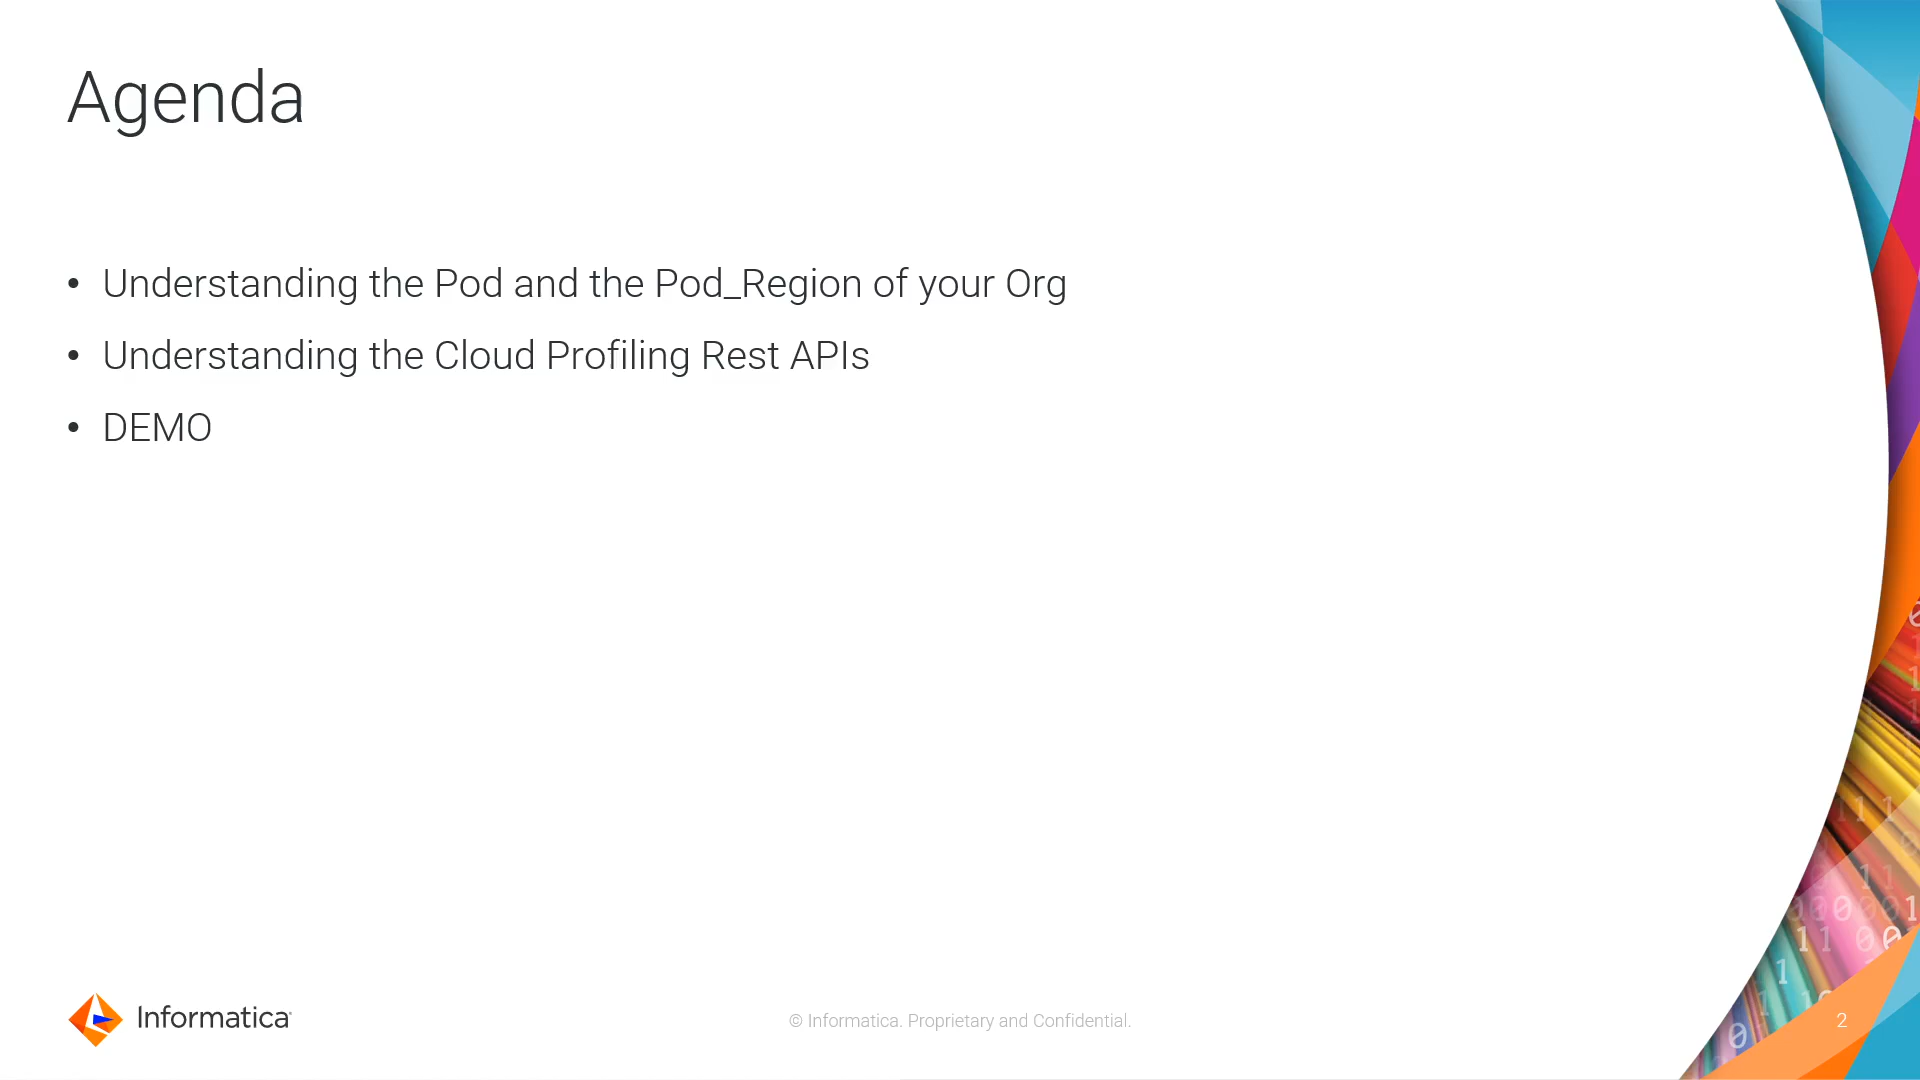 Agenda
• Understanding the Pod and the Pod_Region of your Org
• Understanding the Cloud Profiling Rest APIs
• DEMO
Informatica
© Informatica. Proprietary and Confidential.
2